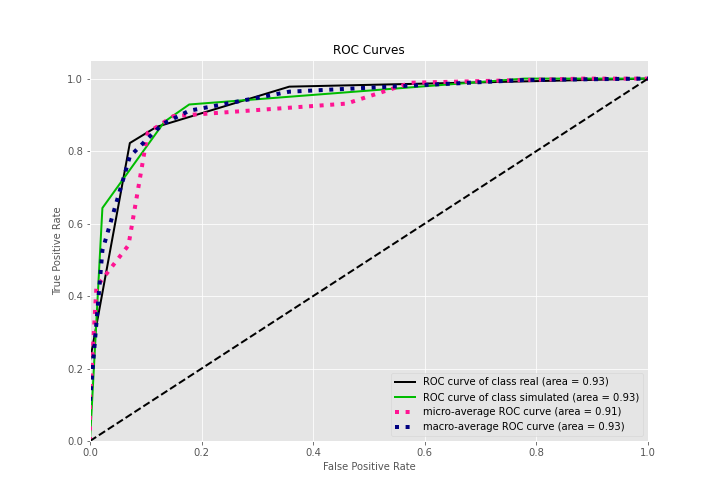 ROC Curves
True Positive Rate
1.0
0.8
0.6
0.4
0.2
0.0
0.0 0.2 0.4 0.6 0.8 1.0
False Positive Rate
ROC curve of class real (area = 0.93)
ROC curve of class simulated (area = 0.93)
micro-average ROC curve (area = 0.91)
macro-average ROC curve (area = 0.93)